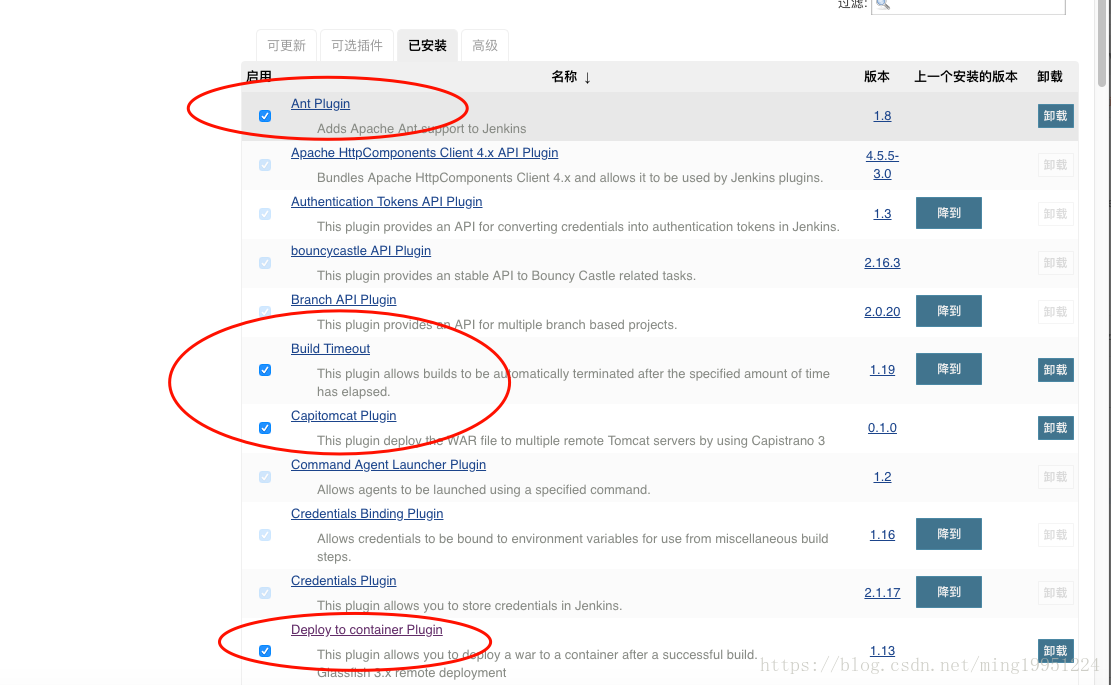 过滤:
可更新 可选插件 已安装 高级
启用 名称 ↓ 版本 上一个安装的版本 卸载
Ant Plugin
Adds Apache Ant support to Jenkins
1.8 卸载
Apache HttpComponents Client 4.x API Plugin
Bundles Apache HttpComponents Client 4.x and allows it to be used by Jenkins plugins.
4.5.5-
3.0 卸载
Authentication Tokens API Plugin
This plugin provides an API for converting credentials into authentication tokens in Jenkins.
1.3 降到 卸载
bouncycastle API Plugin
This plugin provides an stable API to Bouncy Castle related tasks.
2.16.3 卸载
Branch API Plugin
This plugin provides an API for multiple branch based projects.
2.0.20 降到 卸载
Build Timeout
This plugin allows builds to be automatically terminated after the specified amount of time
has elapsed.
1.19 降到 卸载
Capitomcat Plugin
This plugin deploy the WAR file to multiple remote Tomcat servers by using Capistrano 3
0.1.0 卸载
Command Agent Launcher Plugin
Allows agents to be launched using a specified command.
1.2 卸载
Credentials Binding Plugin
Allows credentials to be bound to environment variables for use from miscellaneous build
steps.
1.16 降到 卸载
Credentials Plugin
This plugin allows you to store credentials in Jenkins.
2.1.17 降到 卸载
Deploy to container Plugin
This plugin allows you to deploy a war to a container after a successful build.
Glassfish 3.x remote deployment
1.13 卸载
https://blog.csdn.net/ming19951224